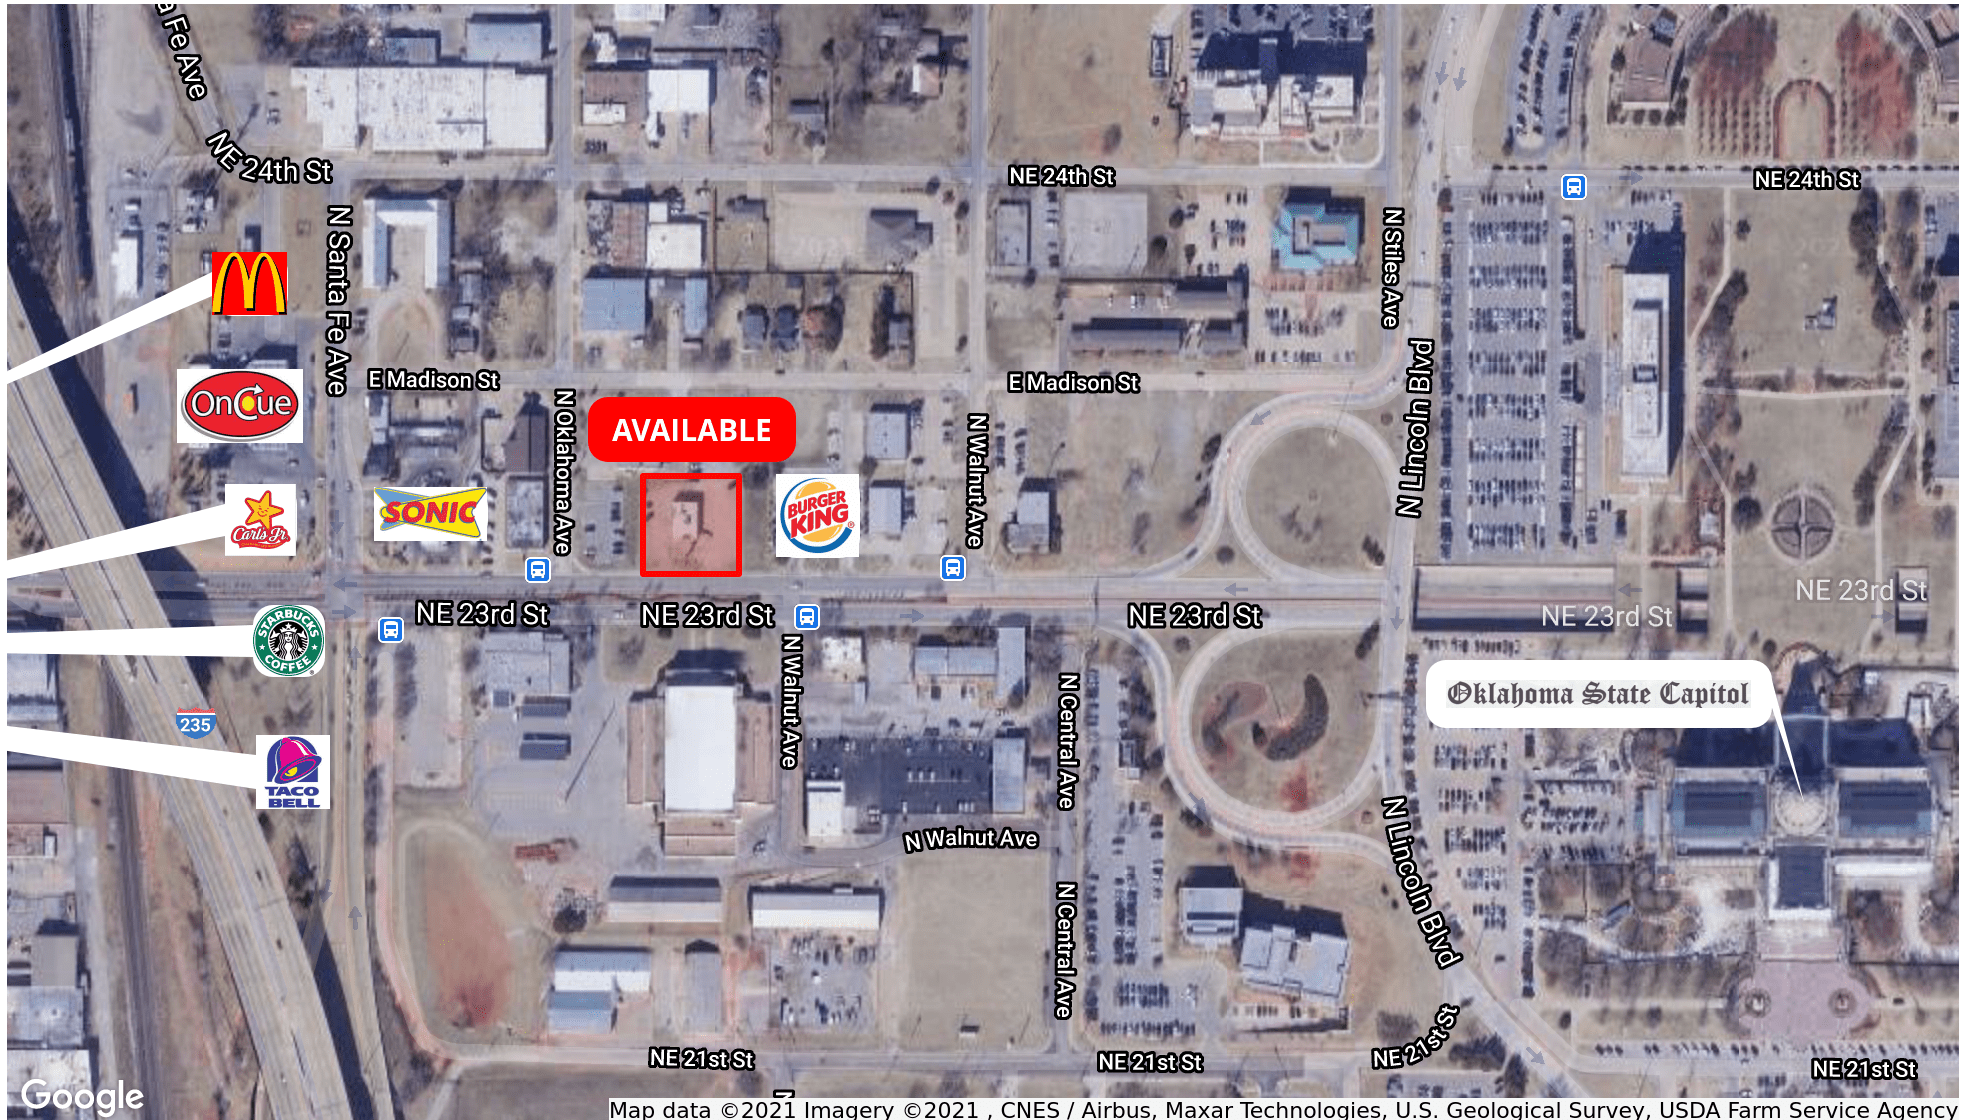 a Fe Ave
NE 24th St
NE 24th St
NE 24th St
N Santa Fe Ave
N Stiles Ave
E Madison St
E Madison St
N Lincoln Blvd
OnCue
N Oklahoma Ave
AVAILABLE
N Walnut Ave
SONIC
BURGER
KING
Carl's Jr.
NE 23rd St
NE 23rd St
NE 23rd St
NE 23rd St
NE 23rd St
STARBUCKS
COFFEE
N Walnut Ave
N Central Ave
Oklahoma State Capitol
235
TACO
BELL
N Walnut Ave
N Lincoln Blvd
N Central Ave
NE 21st St
NE 21st St
NE 21st St
NE 21st St
N
Google
Map data ©2021 Imagery ©2021 , CNES / Airbus, Maxar Technologies, U.S. Geological Survey, USDA Farm Service Agency